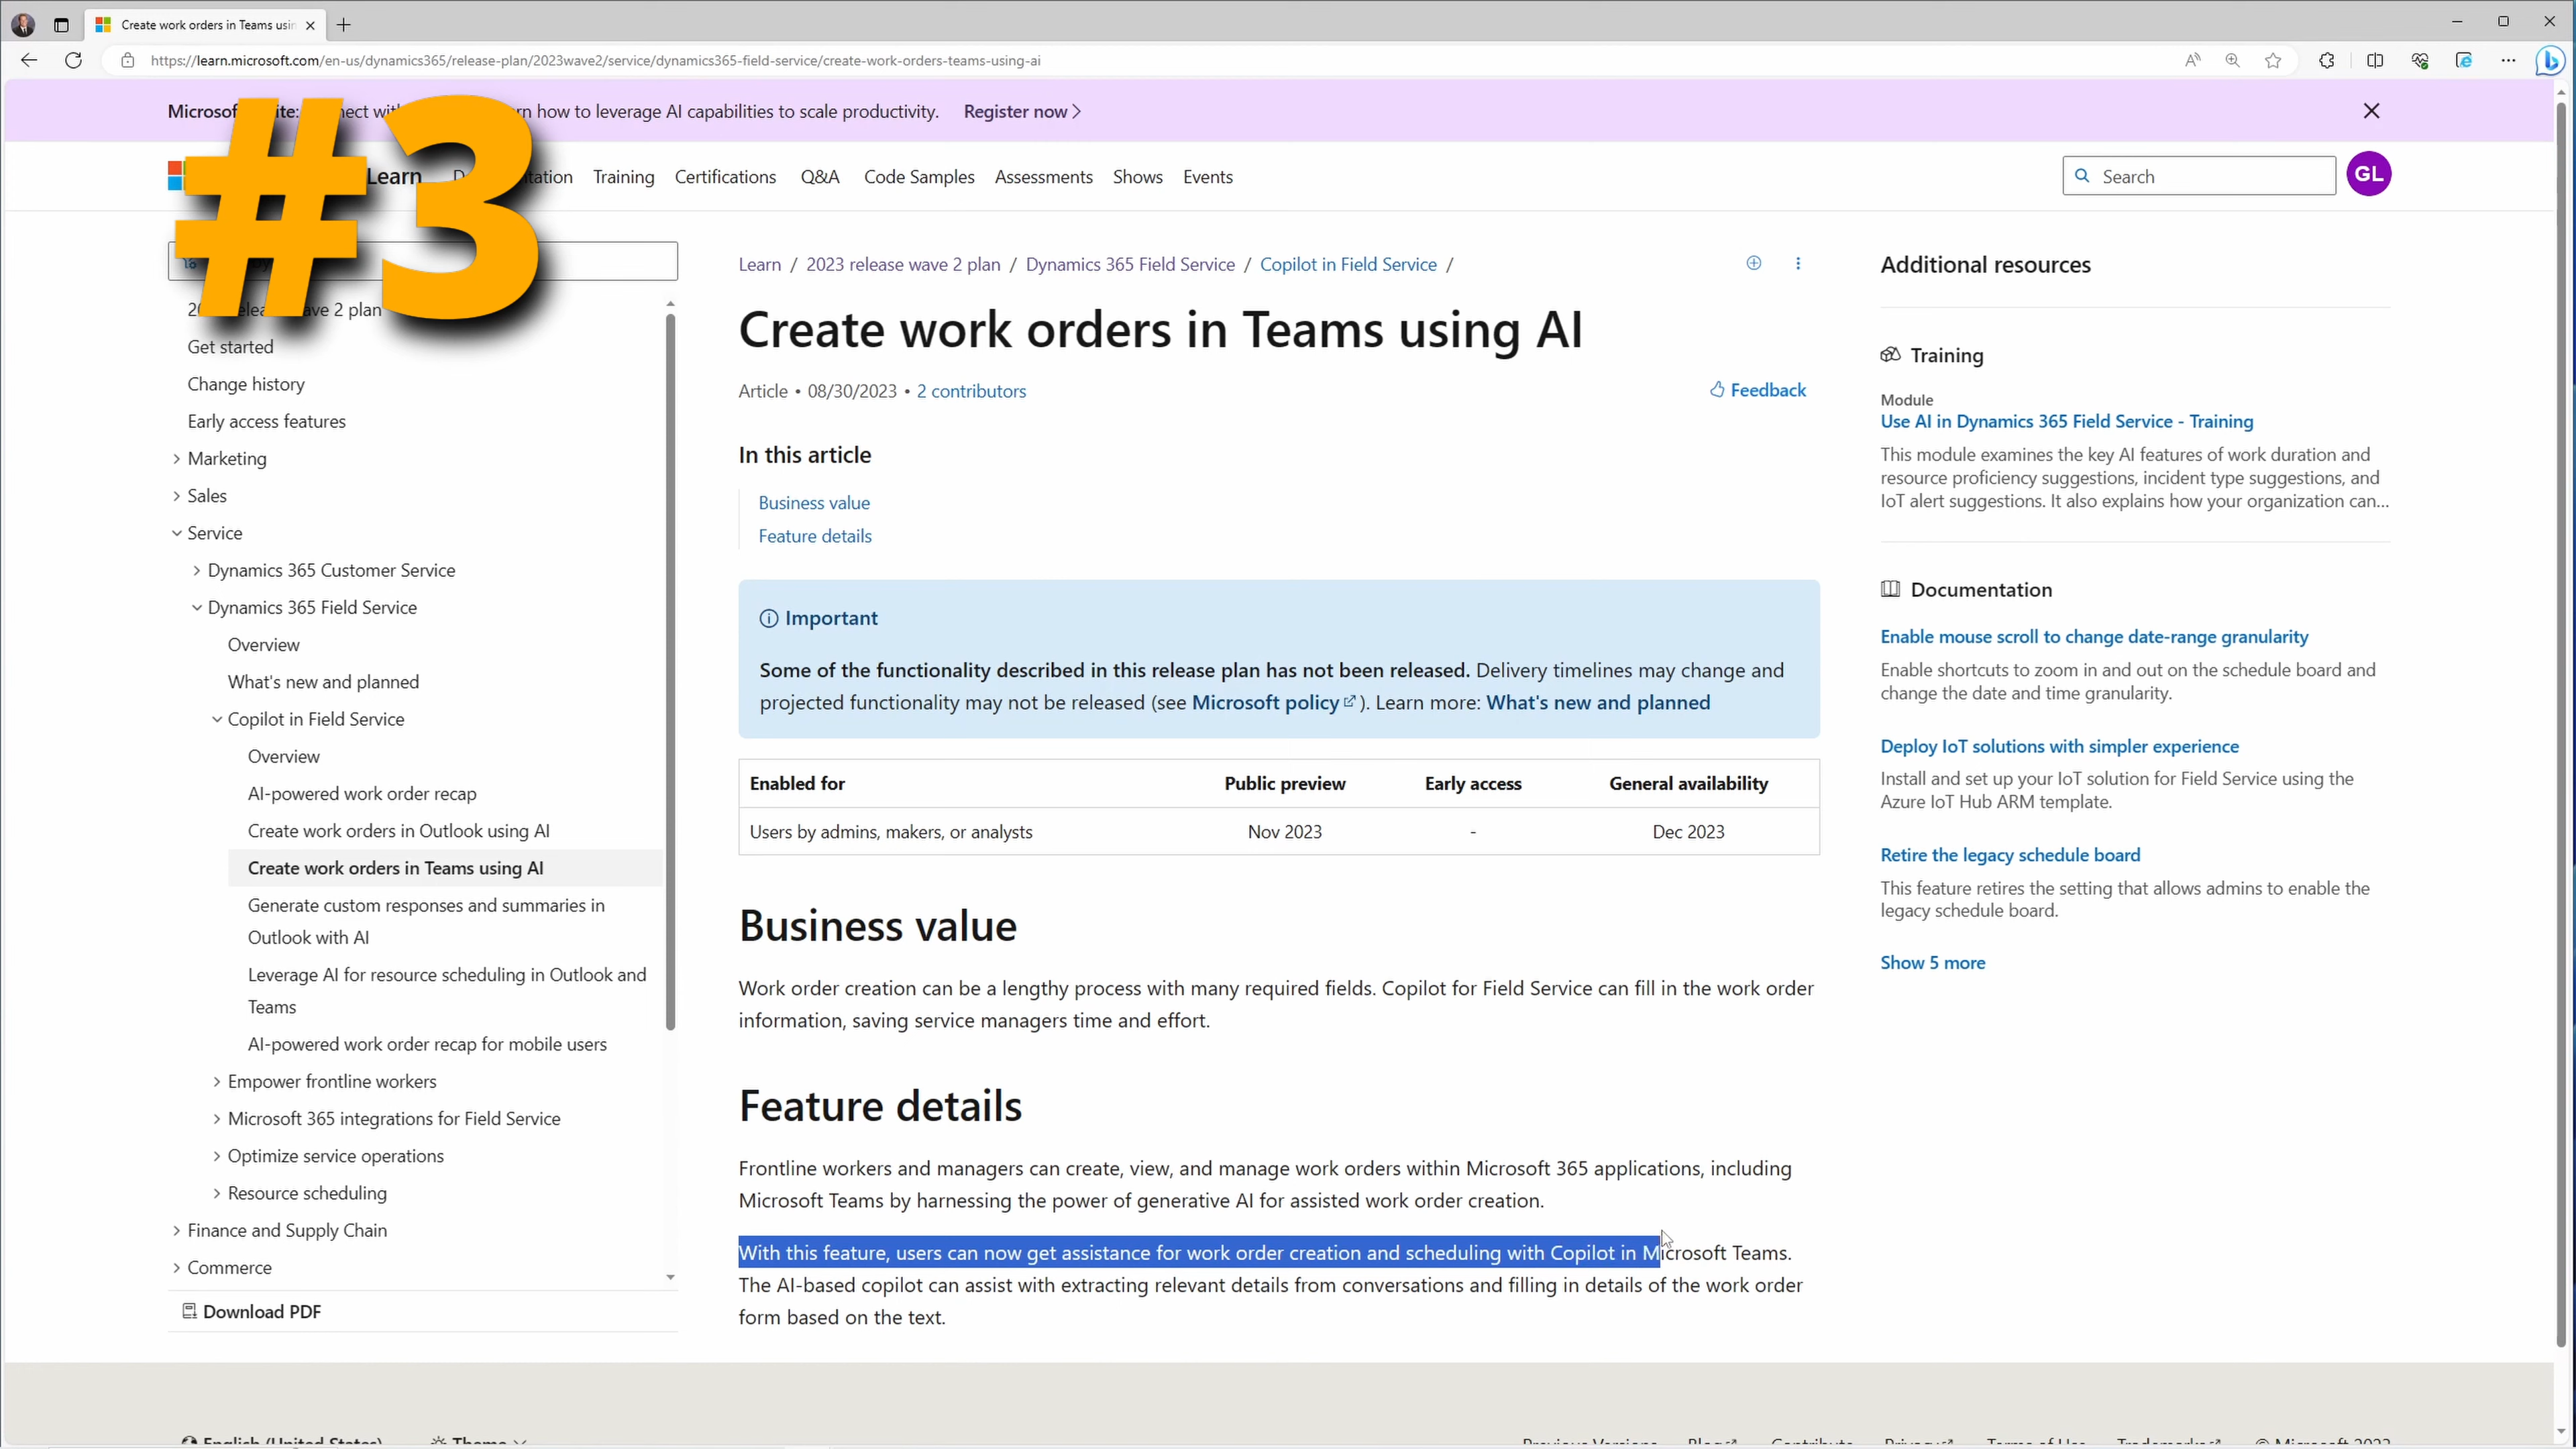 Create work orders in Teams usin
https://learn.microsoft.com/en-us/dynamics365/release-plan/2023wave2/service/dynamics365-field-service/create-work-orders-teams-using-ai
how to leverage AI capabilities to scale productivity. Register now
#3
Learn Training Certifications Q&A Code Samples Assessments Shows Events
Search
GL
Learn / 2023 release wave 2 plan / Dynamics 365 Field Service / Copilot in Field Service /
Create work orders in Teams using AI
Article • 08/30/2023 • 2 contributors
Feedback
In this article
Business value
Feature details
Important
Some of the functionality described in this release plan has not been released. Delivery timelines may change and
projected functionality may not be released (see Microsoft policy). Learn more: What's new and planned
Enabled for Public preview Early access General availability
Users by admins, makers, or analysts Nov 2023 - Dec 2023
Business value
Work order creation can be a lengthy process with many required fields. Copilot for Field Service can fill in the work order
information, saving service managers time and effort.
Feature details
Frontline workers and managers can create, view, and manage work orders within Microsoft 365 applications, including
Microsoft Teams by harnessing the power of generative AI for assisted work order creation.
With this feature, users can now get assistance for work order creation and scheduling with Copilot in Microsoft Teams.
The AI-based copilot can assist with extracting relevant details from conversations and filling in details of the work order
form based on the text.
plan
Get started
Change history
Early access features
Marketing
Sales
Service
Dynamics 365 Customer Service
Dynamics 365 Field Service
Overview
What's new and planned
Copilot in Field Service
Overview
AI-powered work order recap
Create work orders in Outlook using AI
Create work orders in Teams using AI
Generate custom responses and summaries in
Outlook with AI
Leverage AI for resource scheduling in Outlook and
Teams
AI-powered work order recap for mobile users
Empower frontline workers
Microsoft 365 integrations for Field Service
Optimize service operations
Resource scheduling
Finance and Supply Chain
Commerce
Download PDF
Additional resources
Training
Module
Use AI in Dynamics 365 Field Service - Training
This module examines the key AI features of work duration and
resource proficiency suggestions, incident type suggestions, and
IoT alert suggestions. It also explains how your organization can...
Documentation
Enable mouse scroll to change date-range granularity
Enable shortcuts to zoom in and out on the schedule board and
change the date and time granularity.
Deploy IoT solutions with simpler experience
Install and set up your IoT solution for Field Service using the
Azure IoT Hub ARM template.
Retire the legacy schedule board
This feature retires the setting that allows admins to enable the
legacy schedule board.
Show 5 more